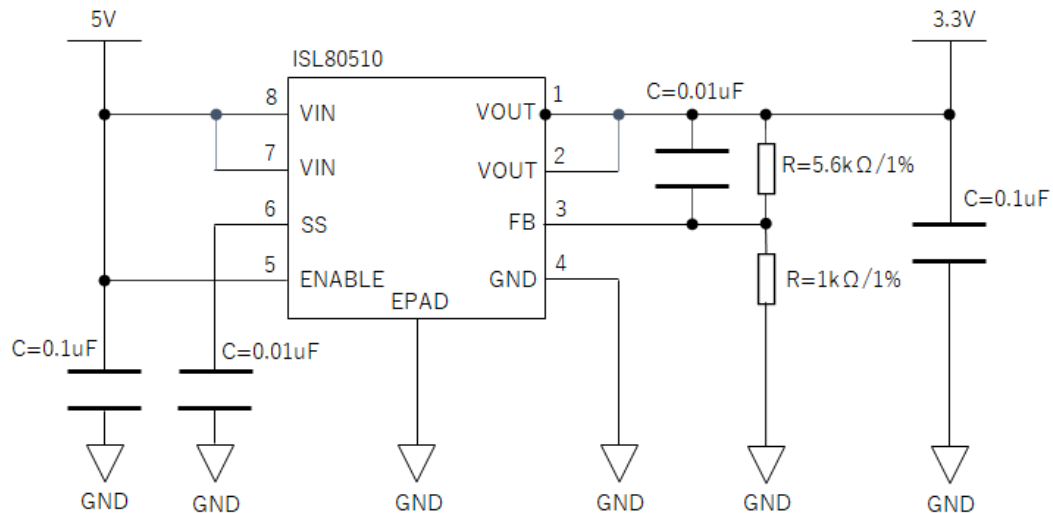 5V
3.3V
ISL80510
8
VIN
VOUT
1
C=0.01uF
7
VIN
VOUT
2
R=5.6kΩ/1%
6
SS
FB
3
C=0.1uF
5
ENABLE
GND
4
R=1kΩ/1%
EPAD
C=0.1uF
C=0.01uF
GND
GND
GND
GND
GND
GND